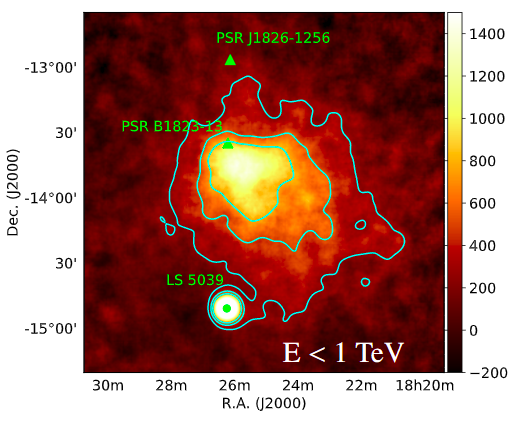 PSR J1826-1256
PSR B1823-13
LS 5039
E < 1 TeV
-13°00'
30'
-14°00'
30'
-15°00'
Dec. (J2000)
30m 28m 26m 24m 22m 18h20m
R.A. (J2000)
1400
1200
1000
800
600
400
200
0
−200